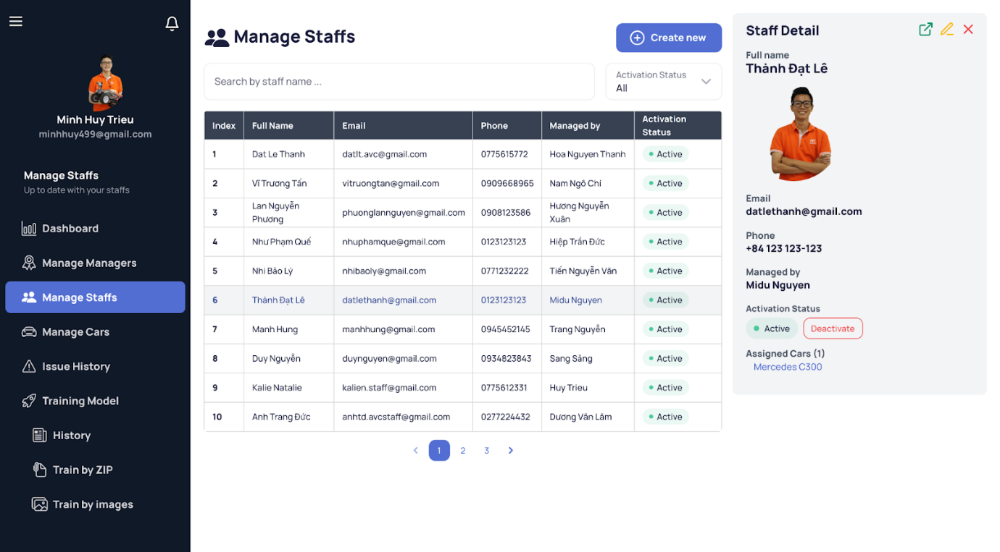 Minh Huy Trieu
minhhuy499@gmail.com
Manage Staffs
Up to date with your staffs
Dashboard
Manage Managers
Manage Staffs
Manage Cars
Issue History
Training Model
History
Train by ZIP
Train by images
Manage Staffs
Create new
Search by staff name ...
Activation Status
All
Index Full Name Email Phone Managed by Activation Status
1 Dat Le Thanh datlt.avc@gmail.com 0775615772 Hoa Nguyen Thanh Active
2 Vĩ Trương Tấn vitruongtan@gmail.com 0909668965 Nam Ngô Chí Active
3 Lan Nguyễn Phương phuonglannguyen@gmail.com 0908123586 Hương Nguyễn Xuân Active
4 Như Phạm Quế nhuphamque@gmail.com 0123123123 Hiệp Trần Đức Active
5 Nhi Bảo Lý nhibaoly@gmail.com 0771232222 Tiến Nguyễn Văn Active
6 Thành Đạt Lê datlethanh@gmail.com 0123123123 Midu Nguyen Active
7 Manh Hung manhhung@gmail.com 0945452145 Trang Nguyễn Active
8 Duy Nguyễn duynguyen@gmail.com 0934823843 Sang Sảng Active
9 Kalie Natalie kalien.staff@gmail.com 0775612331 Huy Trieu Active
10 Anh Trang Đức anhtd.avcstaff@gmail.com 0277224432 Dương Văn Lâm Active
1 2 3
Staff Detail
Full name
Thành Đạt Lê
Email
datlethanh@gmail.com
Phone
+84 123 123-123
Managed by
Midu Nguyen
Activation Status
Active Deactivate
Assigned Cars (1)
Mercedes C300